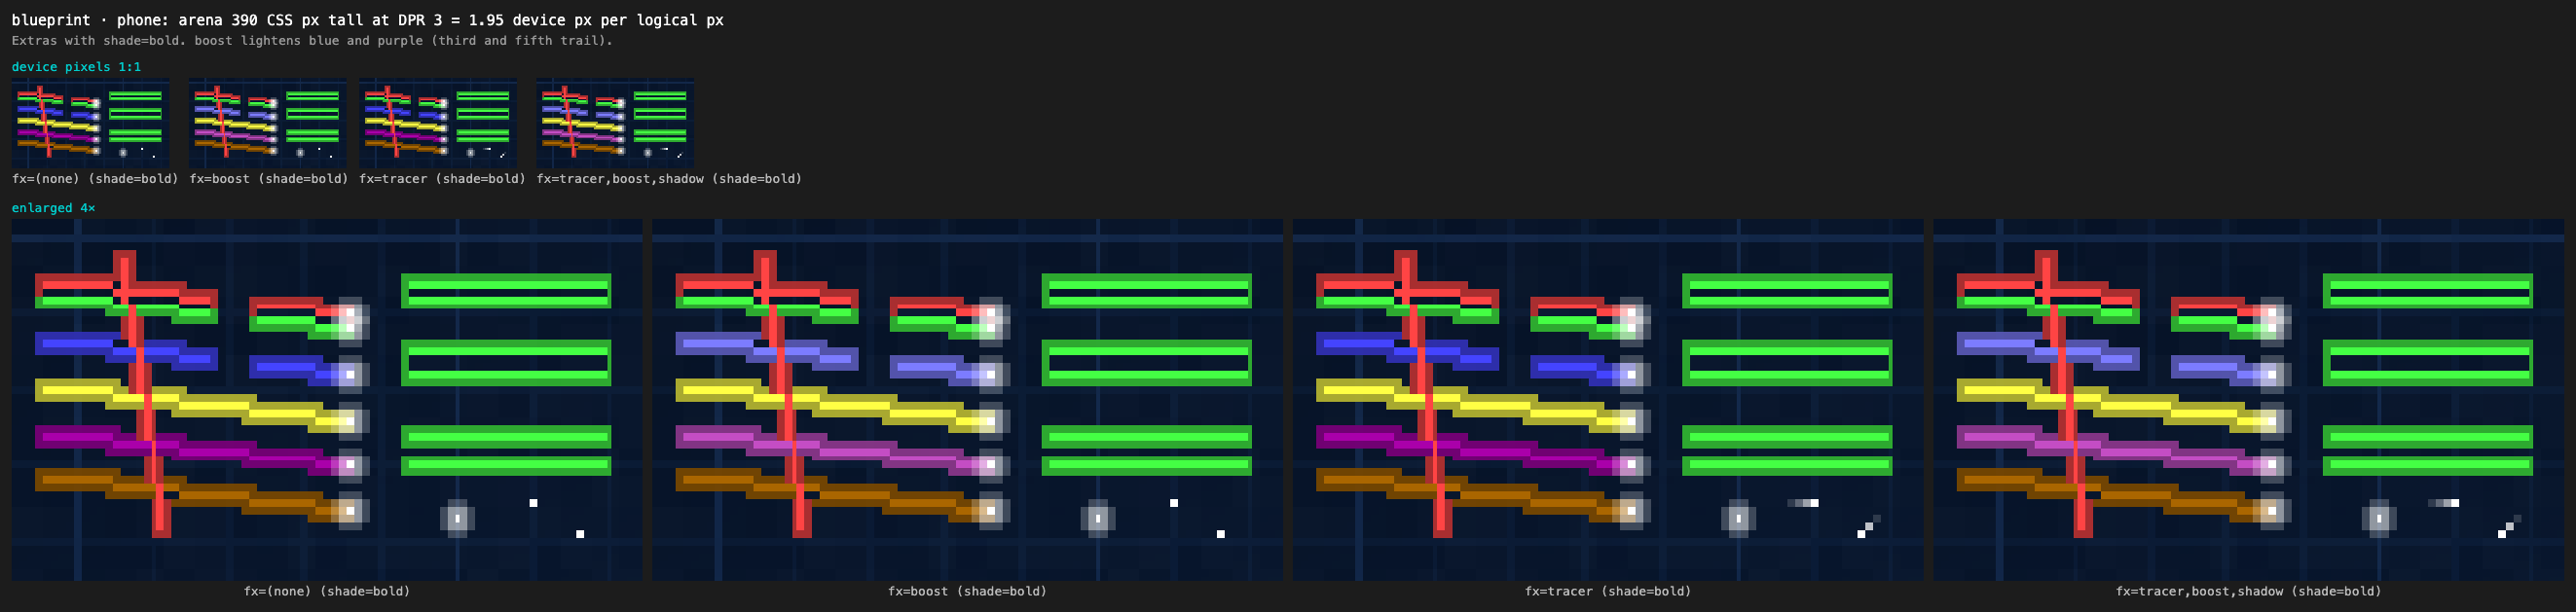 blueprint · phone: arena 390 CSS px tall at DPR 3 = 1.95 device px per logical px
Extras with shade=bold. boost lightens blue and purple (third and fifth trail).
device pixels 1:1
fx=(none) (shade=bold) fx=boost (shade=bold) fx=tracer (shade=bold) fx=tracer,boost,shadow (shade=bold)
enlarged 4×
fx=(none) (shade=bold) fx=boost (shade=bold) fx=tracer (shade=bold) fx=tracer,boost,shadow (shade=bold)